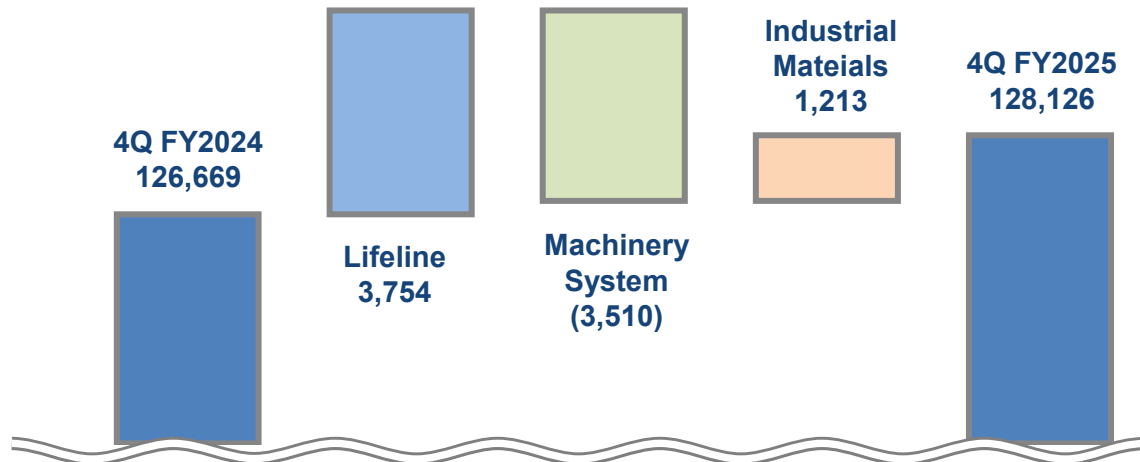 4Q FY2024
126,669
Lifeline
3,754
Machinery
System
(3,510)
Industrial
Mateials
1,213
4Q FY2025
128,126